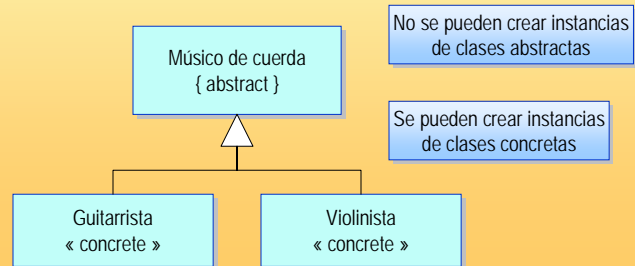 No se pueden crear instancias
de clases abstractas
Músico de cuerda
{ abstract }
Se pueden crear instancias
de clases concretas
Guitarrista
« concrete »
Violinista
« concrete »